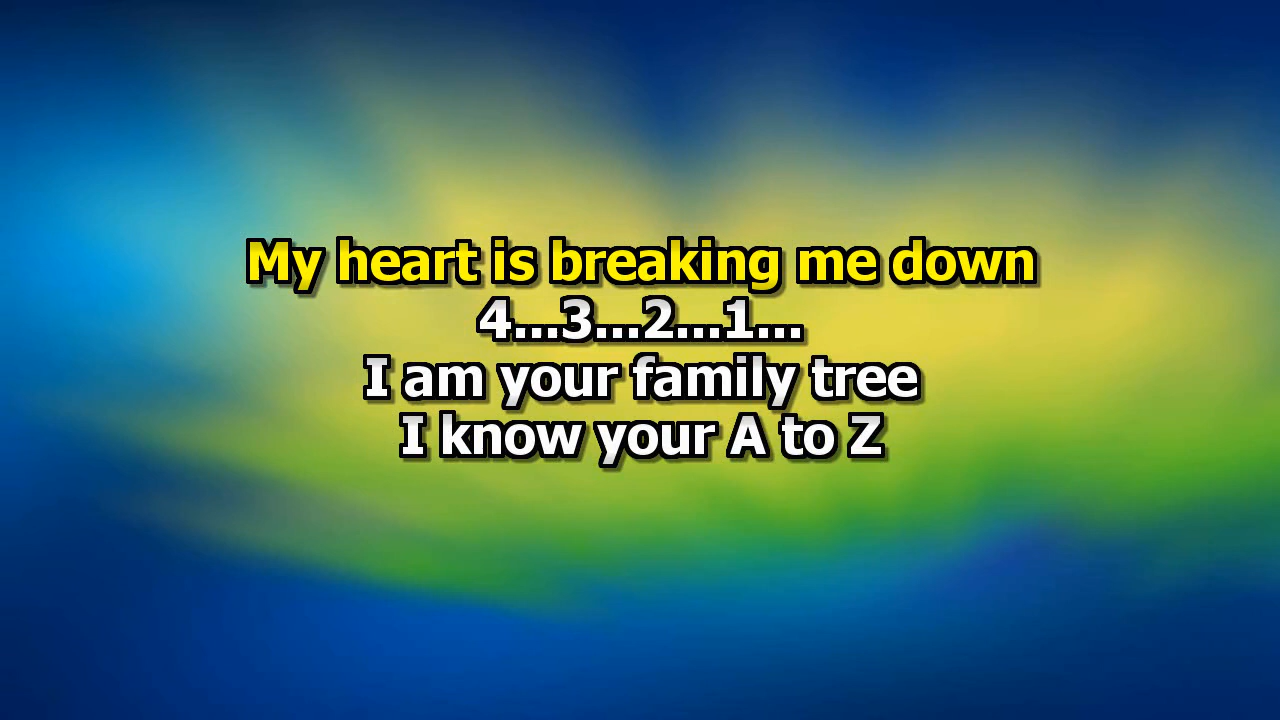 My heart is breaking me down
4...3...2...1...
I am your family tree
I know your A to Z